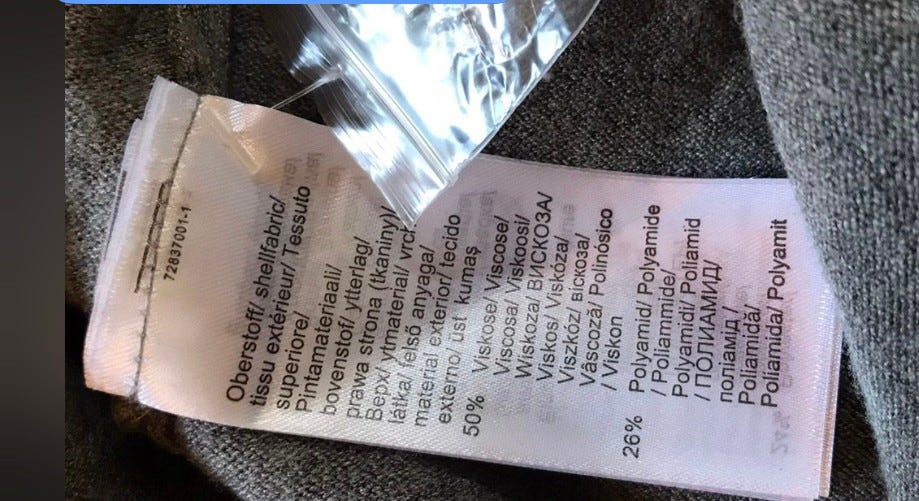 72837001-1
Oberstoff/ shellfabric/
tissu extérieur/ Tessuto
superiore/
Pintamateriaali/
bovenstof/ ytterlag/
prawa strona (tkaniny)/
Верх/ ytmaterial/ vrch
látka/ felső anyaga/
material exterior/ tecido
externo/ üst kumaş
50% Viskose/ Viscose/
Viscosa/ Viskoosi/
Wiskoza/ ВИСКОЗА/
Viskos/ Viskóza/
Viszkóz/ віскоза/
Vâscoză/ Polinósico
/ Viskon
26% Polyamid/ Polyamide
/ Poliammide/
Polyamidi/ Poliamid
/ ПОЛИАМИД/
поліамід /
Poliamidă/
Poliamida/ Polyamit